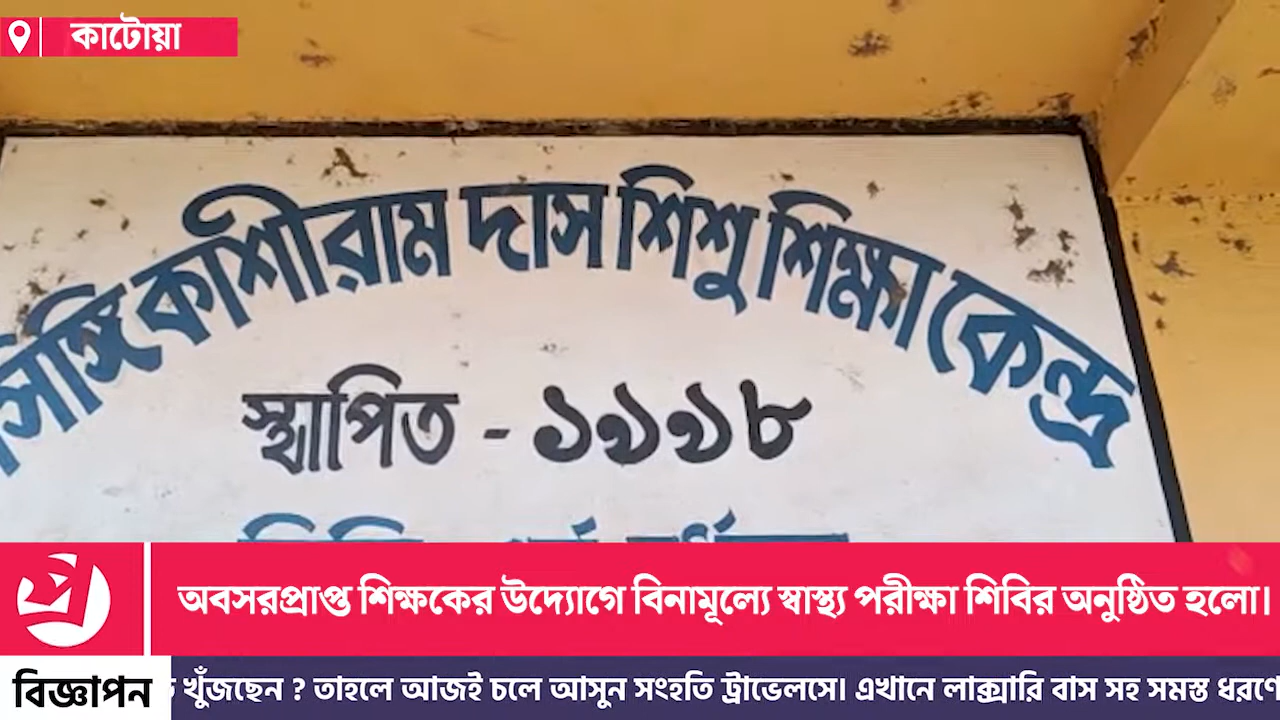 কাটোয়া
সিঙ্গি কাশীরাম দাস শিশু শিক্ষা কেন্দ্র
স্থাপিত - ১৯৯৮
অবসরপ্রাপ্ত শিক্ষকের উদ্যোগে বিনামূল্যে স্বাস্থ্য পরীক্ষা শিবির অনুষ্ঠিত হলো।
বিজ্ঞাপন
খুঁজছেন ? তাহলে আজই চলে আসুন সংহতি ট্রাভেলসে। এখানে লাক্সারি বাস সহ সমস্ত ধরণে